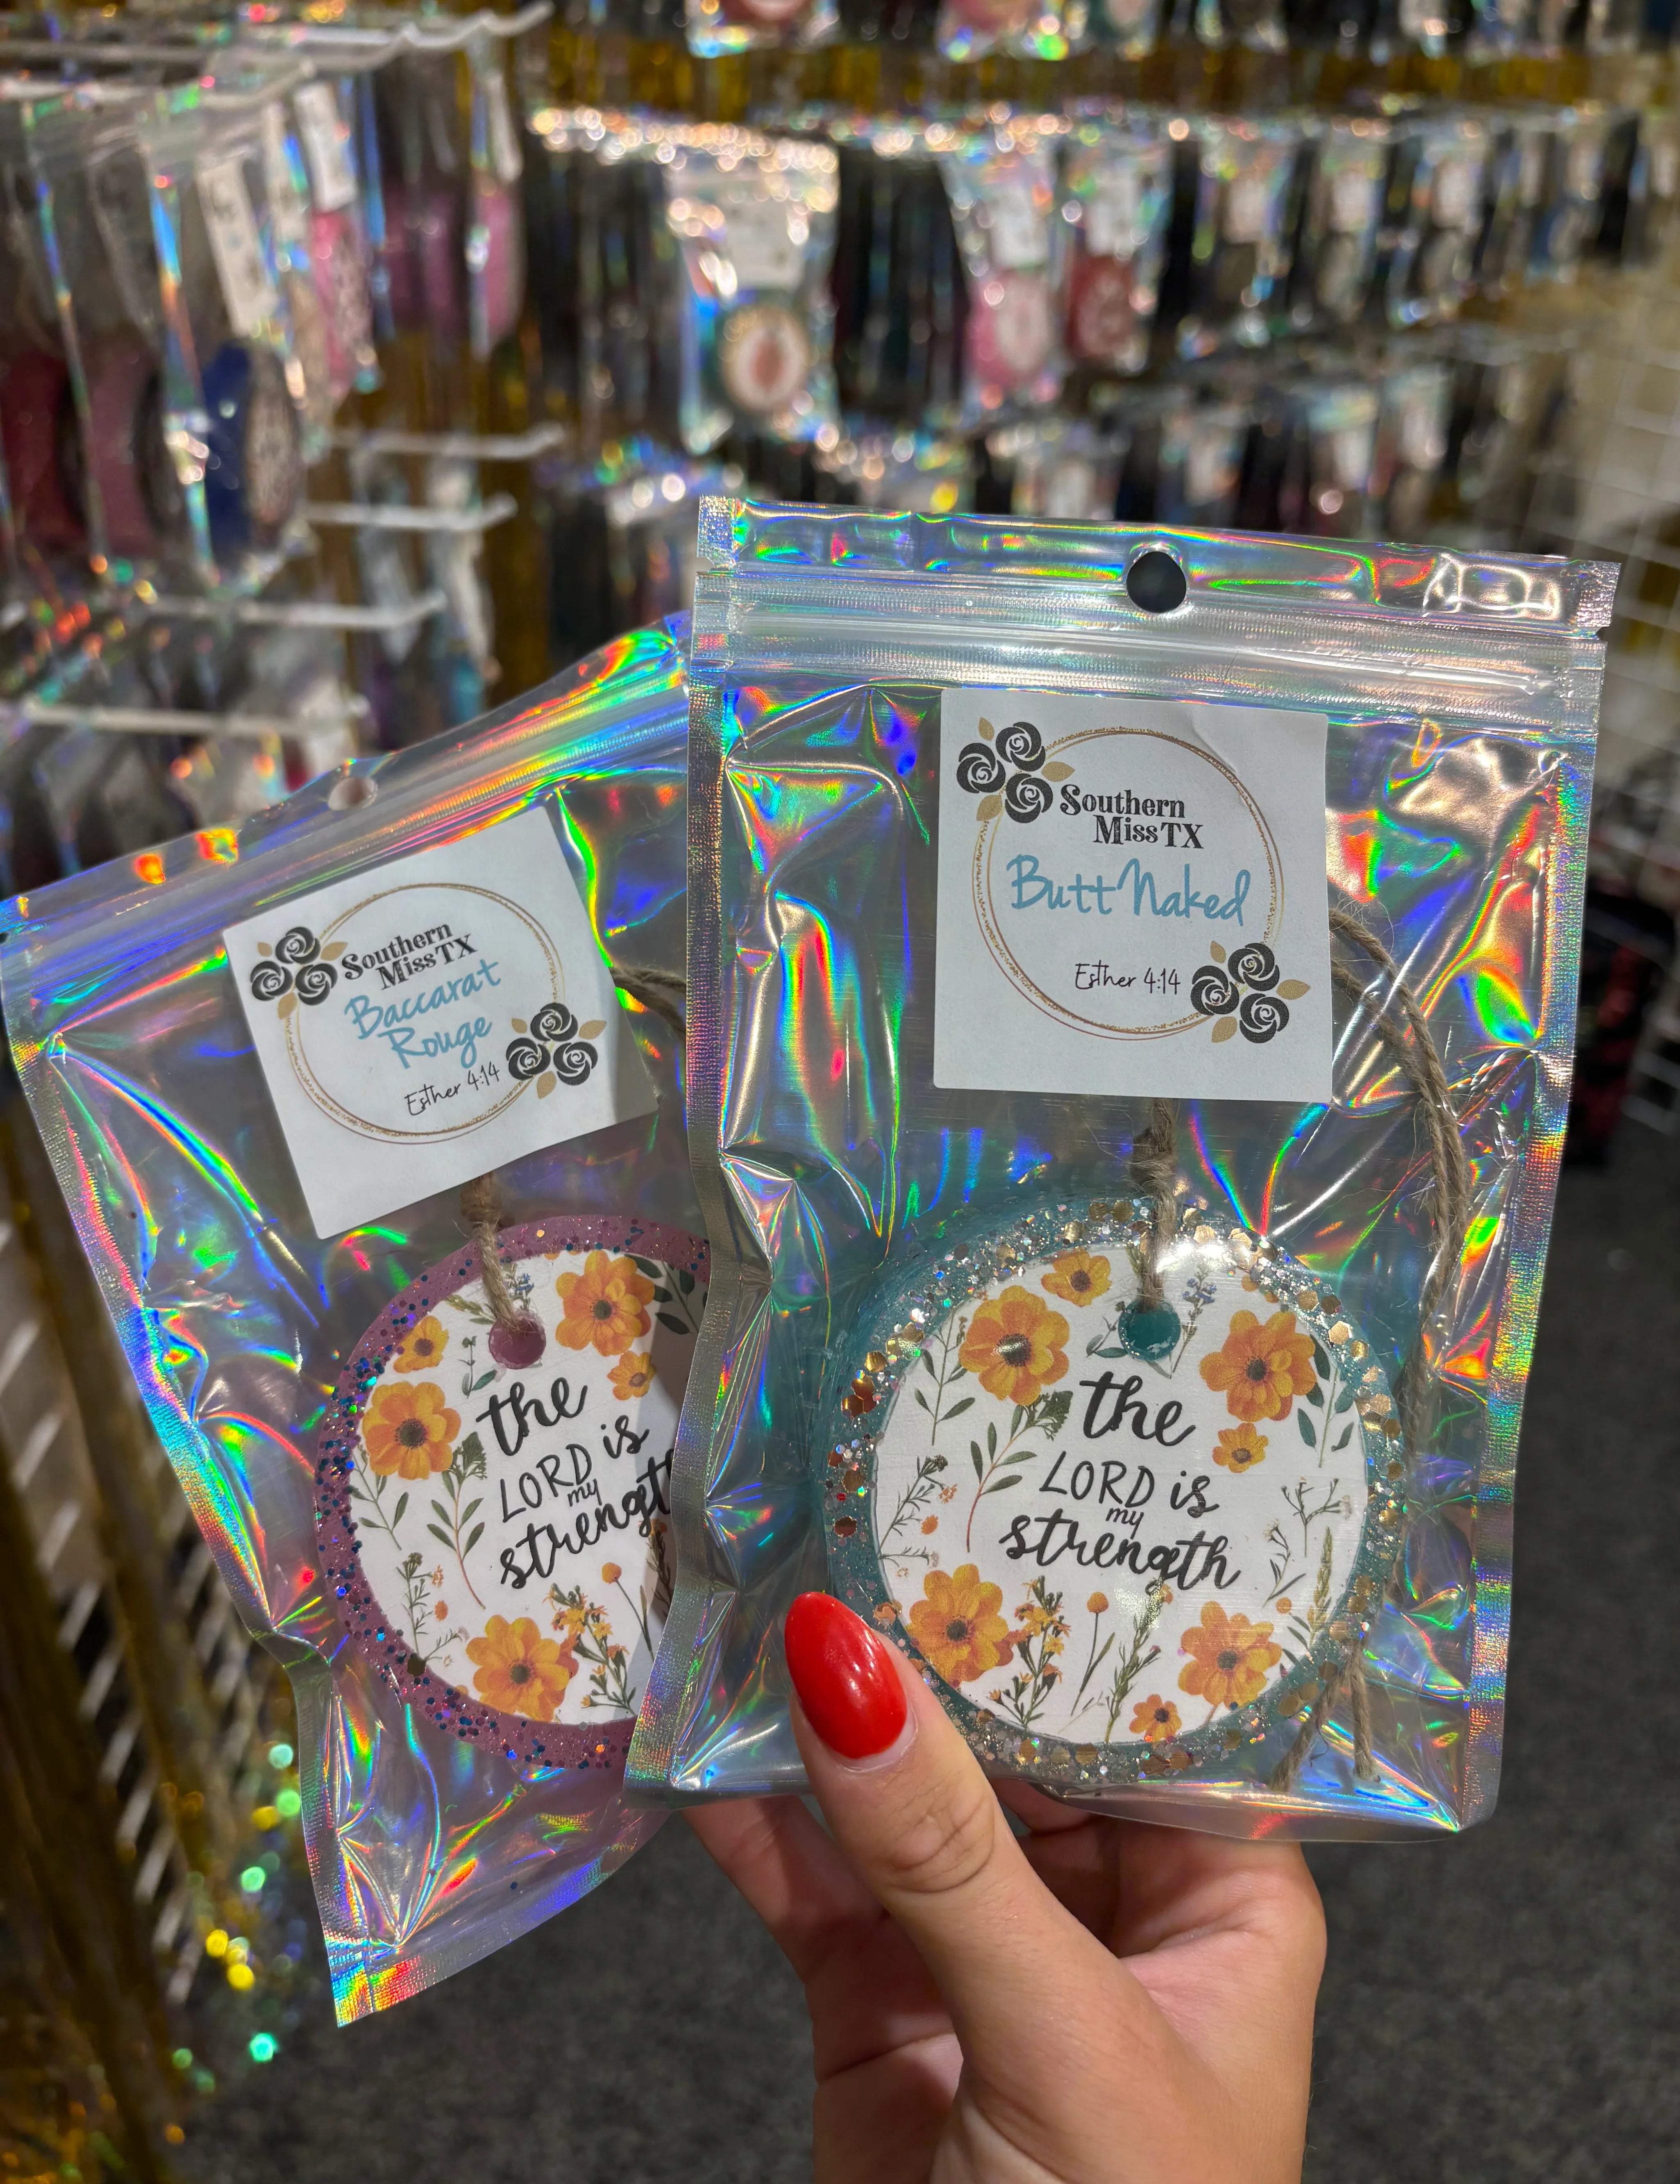 Southern
Miss TX
Baccarat
Rouge
Esther 4:14
the
LORD is
my
strength
Southern
Miss TX
Butt Naked
Esther 4:14
the
LORD is
my
strength